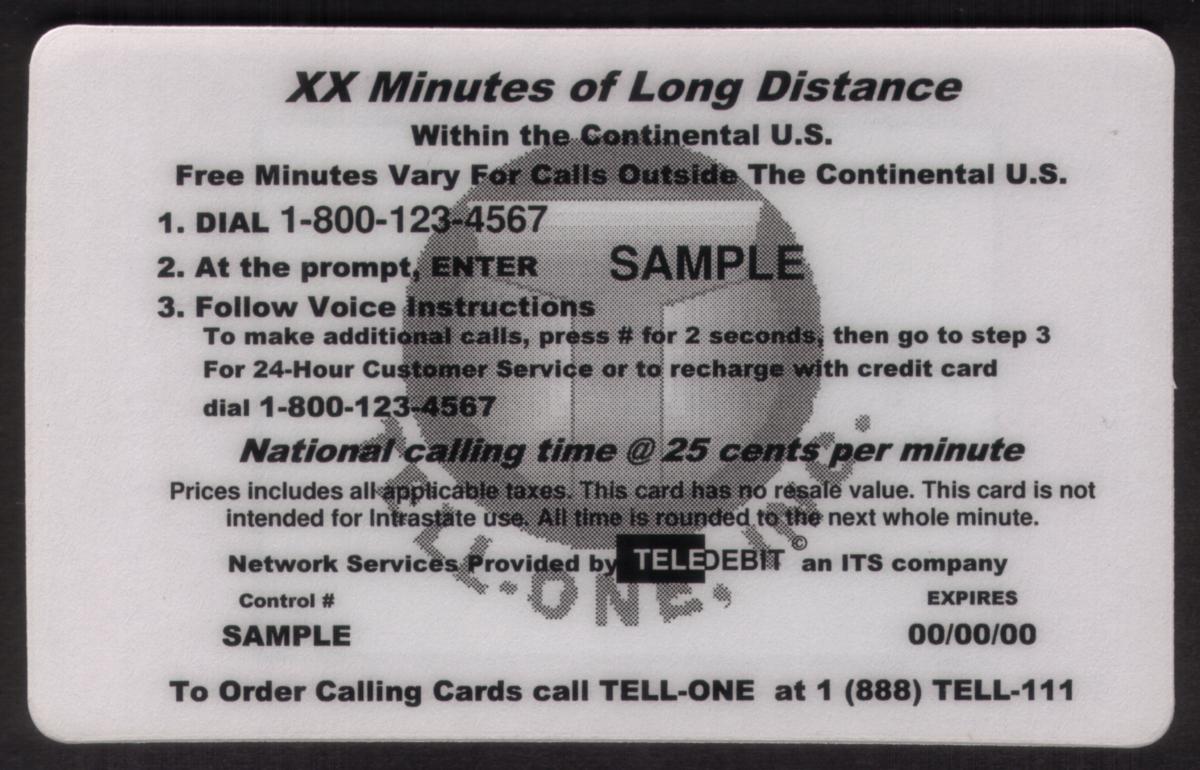 XX Minutes of Long Distance
Within the Continental U.S.
Free Minutes Vary For Calls Outside The Continental U.S.
1. DIAL 1-800-123-4567
2. At the prompt, ENTER SAMPLE
3. Follow Voice Instructions
To make additional calls, press # for 2 seconds, then go to step 3
For 24-Hour Customer Service or to recharge with credit card
dial 1-800-123-4567
National calling time @ 25 cents per minute
Prices includes all applicable taxes. This card has no resale value. This card is not
intended for Intrastate use. All time is rounded to the next whole minute.
Network Services Provided by TELEDEBIT © an ITS company
Control # EXPIRES
SAMPLE 00/00/00
To Order Calling Cards call TELL-ONE at 1 (888) TELL-111
TELL-ONE, INC.